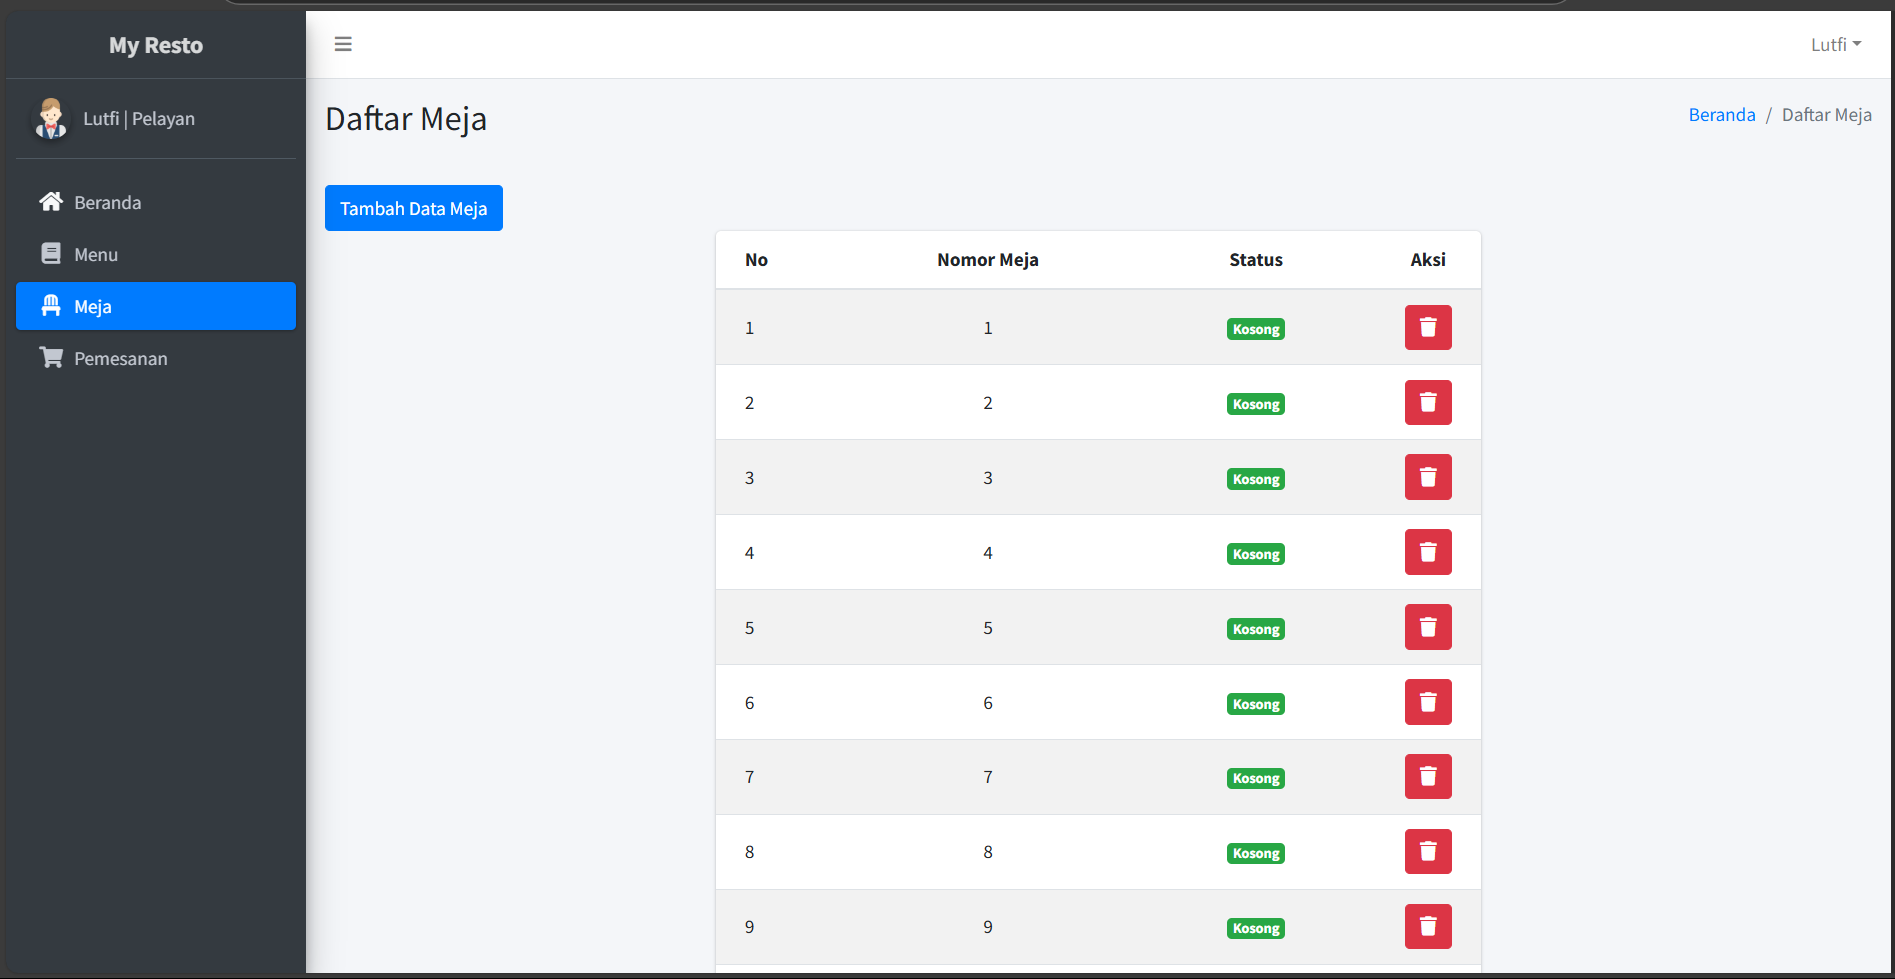 My Resto
Lutfi
Lutfi | Pelayan
Beranda
Menu
Meja
Pemesanan
Daftar Meja
Beranda / Daftar Meja
Tambah Data Meja
No Nomor Meja Status Aksi
1 1 Kosong
2 2 Kosong
3 3 Kosong
4 4 Kosong
5 5 Kosong
6 6 Kosong
7 7 Kosong
8 8 Kosong
9 9 Kosong